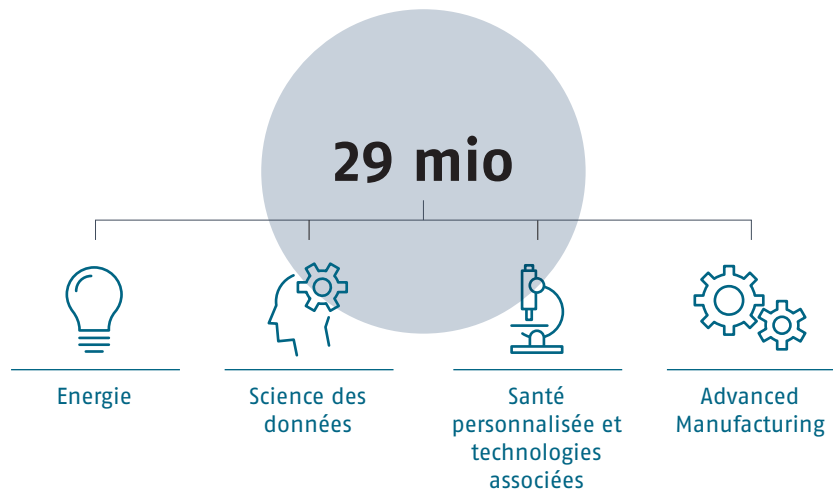 29 mio
Energie
Science des
données
Santé
personnalisée et
technologies
associées
Advanced
Manufacturing